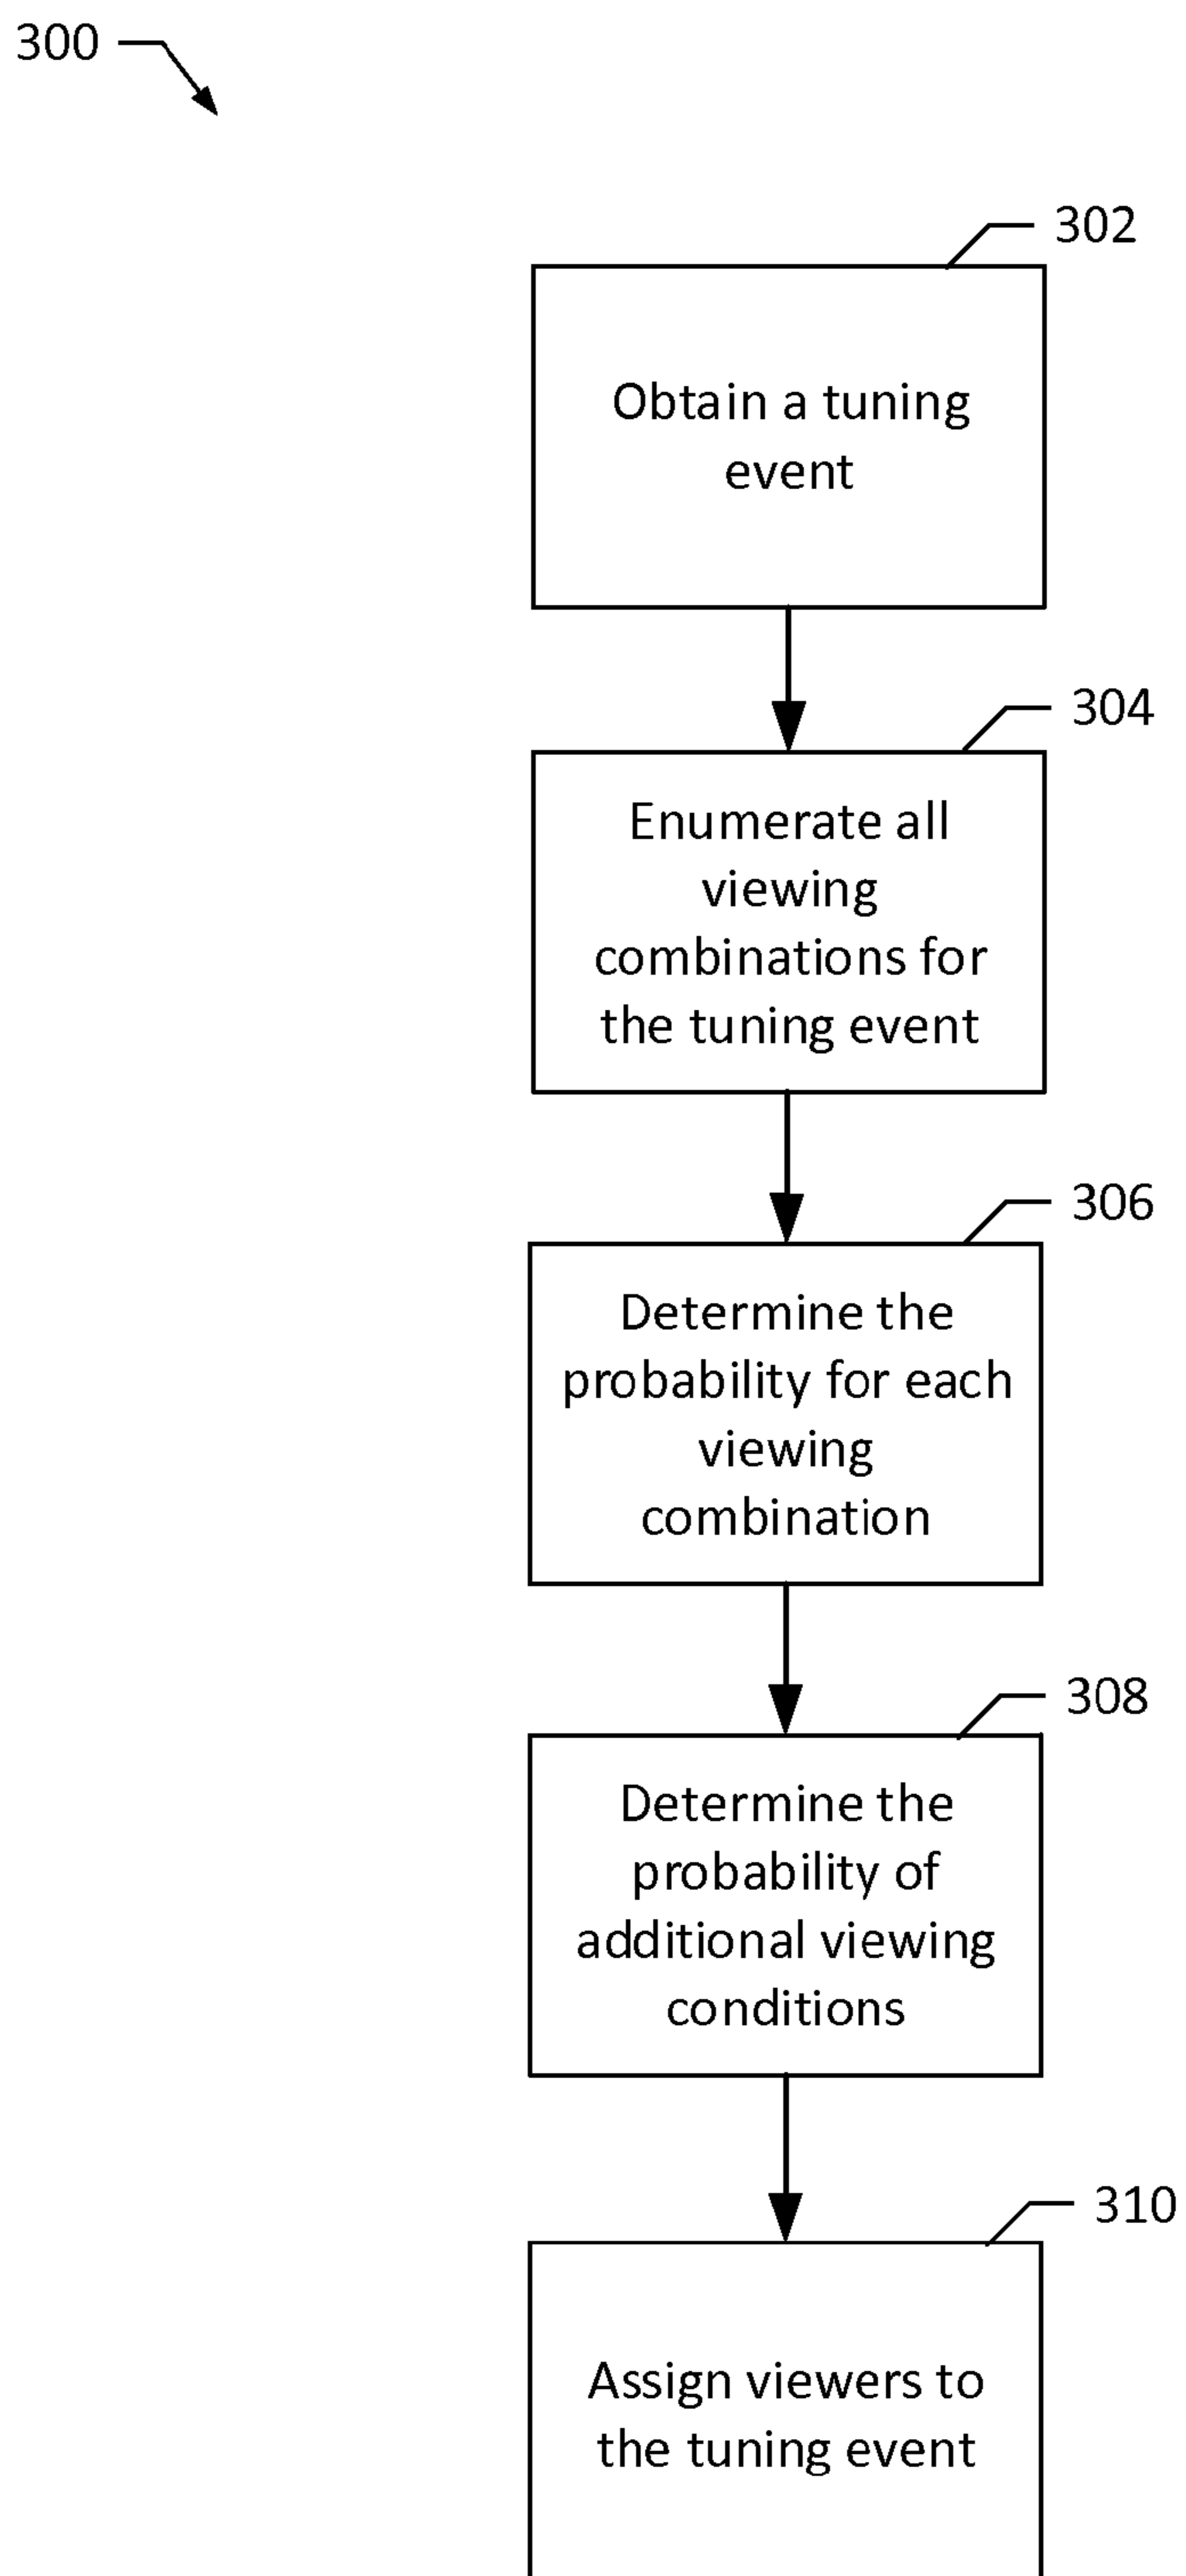 300
302
Obtain a tuning
event
304
Enumerate all
viewing
combinations for
the tuning event
306
Determine the
probability for each
viewing
combination
308
Determine the
probability of
additional viewing
conditions
310
Assign viewers to
the tuning event